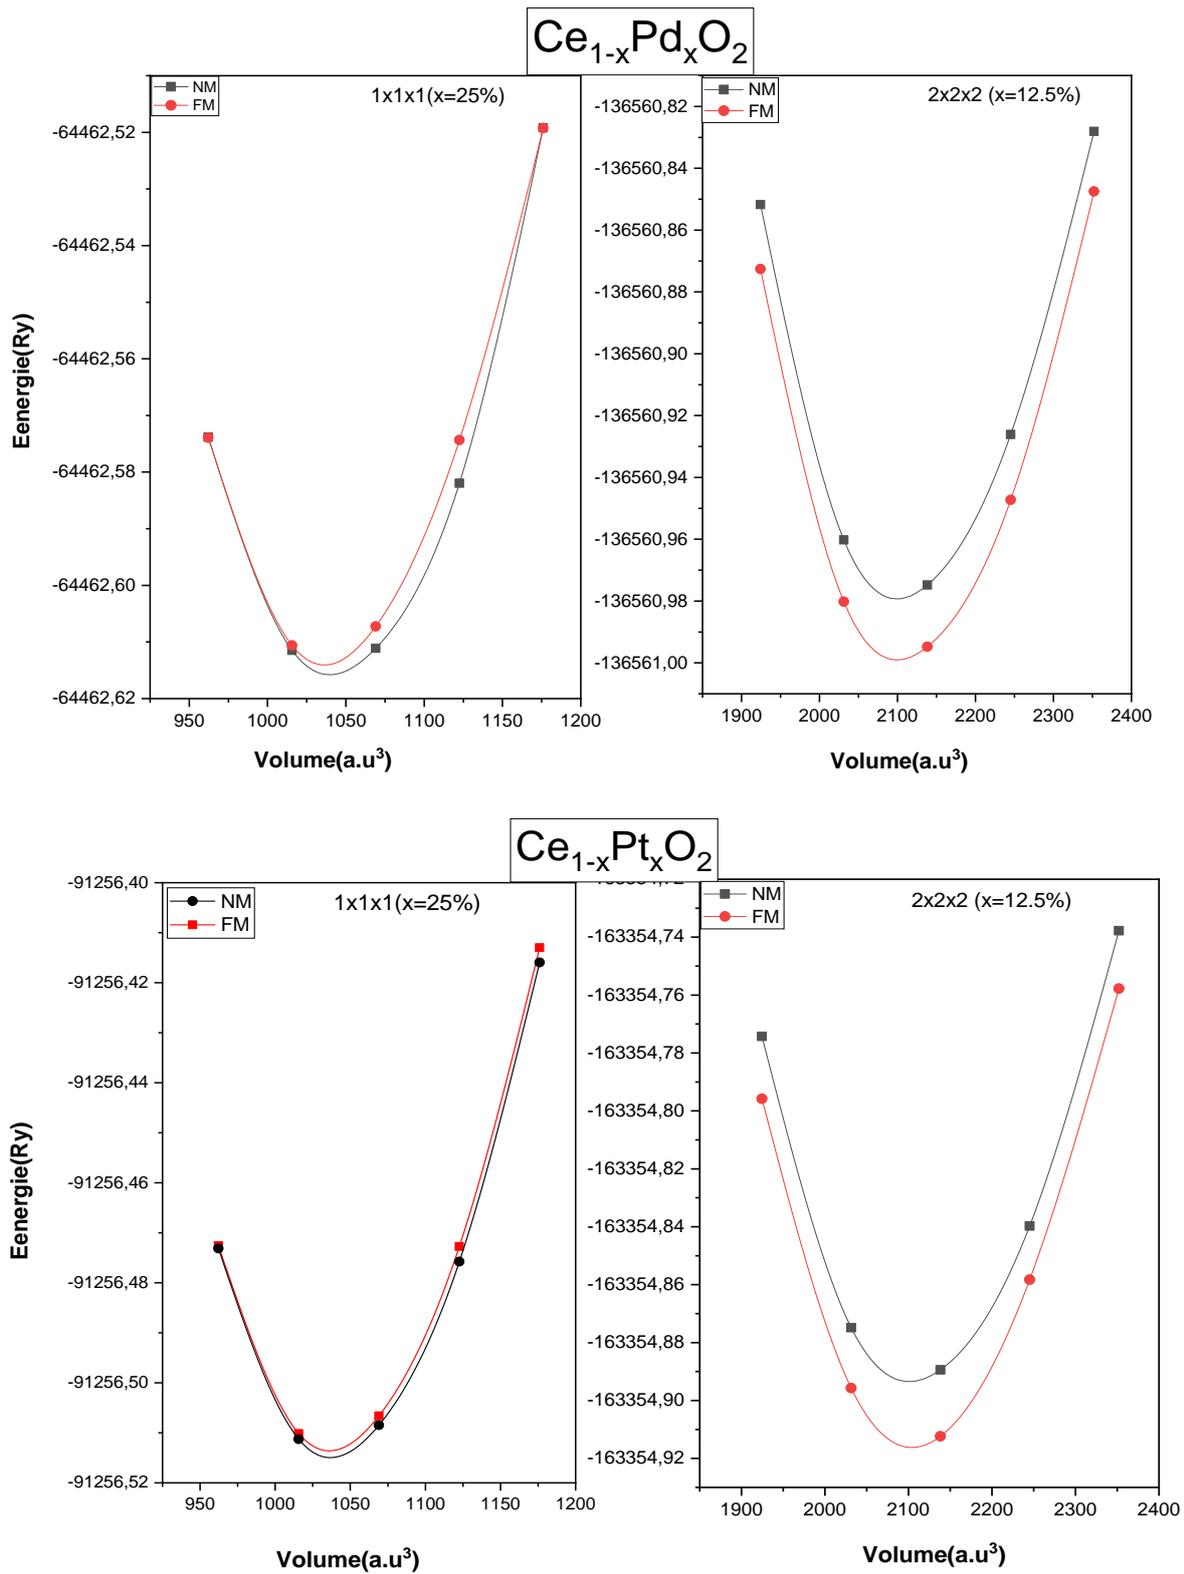 Ce1-xPdxO2
NM
FM
1x1x1(x=25%)
-64462,52
-64462,54
-64462,56
-64462,58
-64462,60
-64462,62
Eenergie(Ry)
950 1000 1050 1100 1150 1200
Volume(a.u3)
NM
FM
2x2x2 (x=12.5%)
-136560,82
-136560,84
-136560,86
-136560,88
-136560,90
-136560,92
-136560,94
-136560,96
-136560,98
-136561,00
1900 2000 2100 2200 2300 2400
Volume(a.u3)
Ce1-xPtxO2
NM
FM
1x1x1(x=25%)
-91256,40
-91256,42
-91256,44
-91256,46
-91256,48
-91256,50
-91256,52
Eenergie(Ry)
950 1000 1050 1100 1150 1200
Volume(a.u3)
NM
FM
2x2x2 (x=12.5%)
-163354,74
-163354,76
-163354,78
-163354,80
-163354,82
-163354,84
-163354,86
-163354,88
-163354,90
-163354,92
1900 2000 2100 2200 2300 2400
Volume(a.u3)